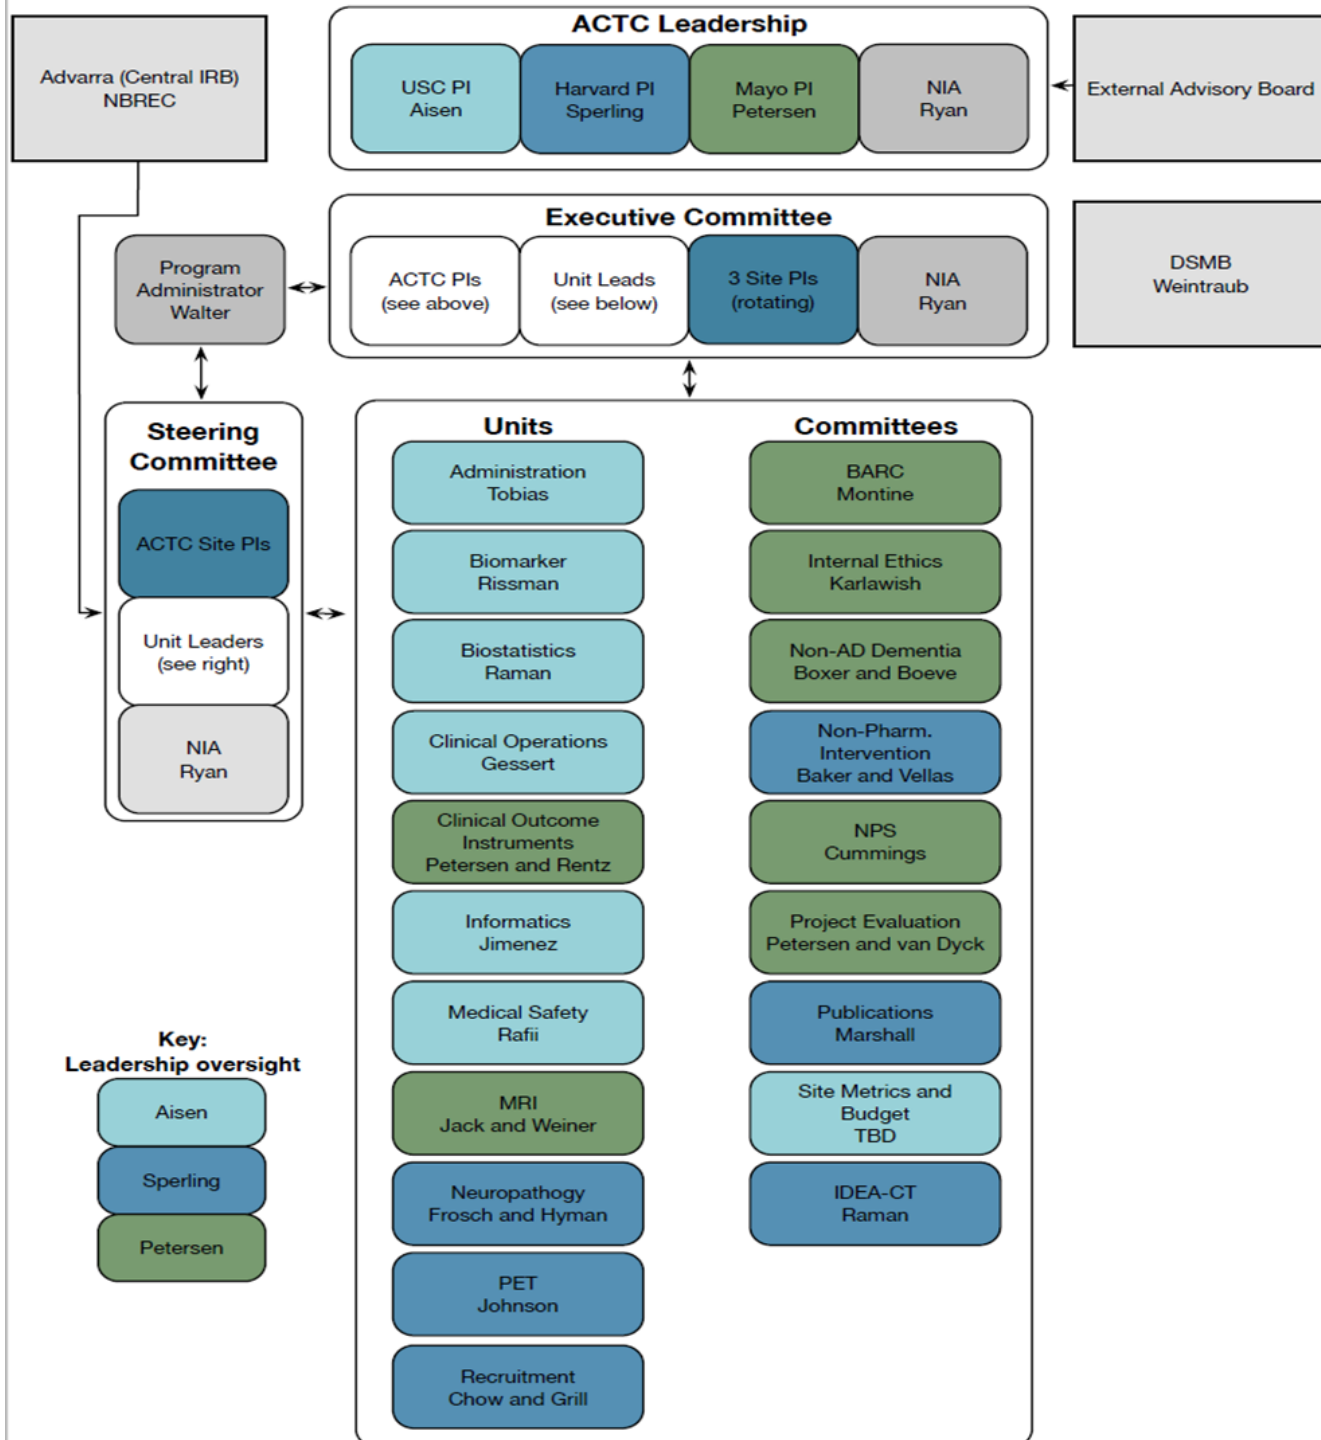 Advarra (Central IRB)
NBREC
ACTC Leadership
USC PI
Aisen
Harvard PI
Sperling
Mayo PI
Petersen
NIA
Ryan
External Advisory Board
Program
Administrator
Walter
Executive Committee
ACTC PIs
(see above)
Unit Leads
(see below)
3 Site PIs
(rotating)
NIA
Ryan
DSMB
Weintraub
Steering
Committee
ACTC Site PIs
Unit Leaders
(see right)
NIA
Ryan
Units
Administration
Tobias
Biomarker
Rissman
Biostatistics
Raman
Clinical Operations
Gessert
Clinical Outcome
Instruments
Petersen and Rentz
Informatics
Jimenez
Medical Safety
Rafii
MRI
Jack and Weiner
Neuropathogy
Frosch and Hyman
PET
Johnson
Recruitment
Chow and Grill
Committees
BARC
Montine
Internal Ethics
Karlawish
Non-AD Dementia
Boxer and Boeve
Non-Pharm.
Intervention
Baker and Vellas
NPS
Cummings
Project Evaluation
Petersen and van Dyck
Publications
Marshall
Site Metrics and
Budget
TBD
IDEA-CT
Raman
Key:
Leadership oversight
Aisen
Sperling
Petersen